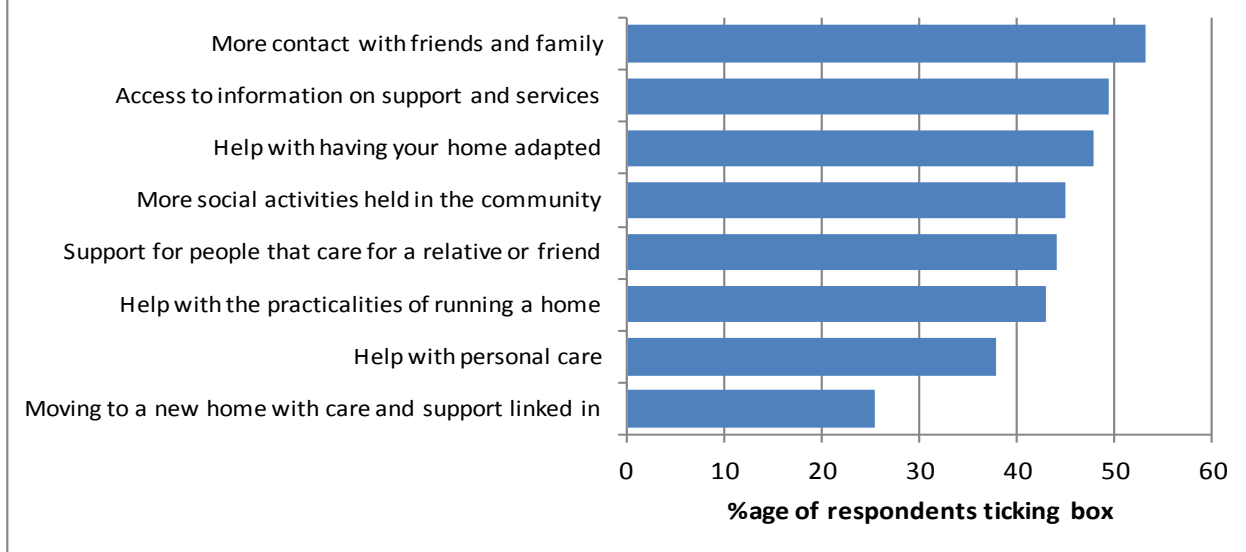 More contact with friends and family
Access to information on support and services
Help with having your home adapted
More social activities held in the community
Support for people that care for a relative or friend
Help with the practicalities of running a home
Help with personal care
Moving to a new home with care and support linked in
0 10 20 30 40 50 60
%age of respondents ticking box